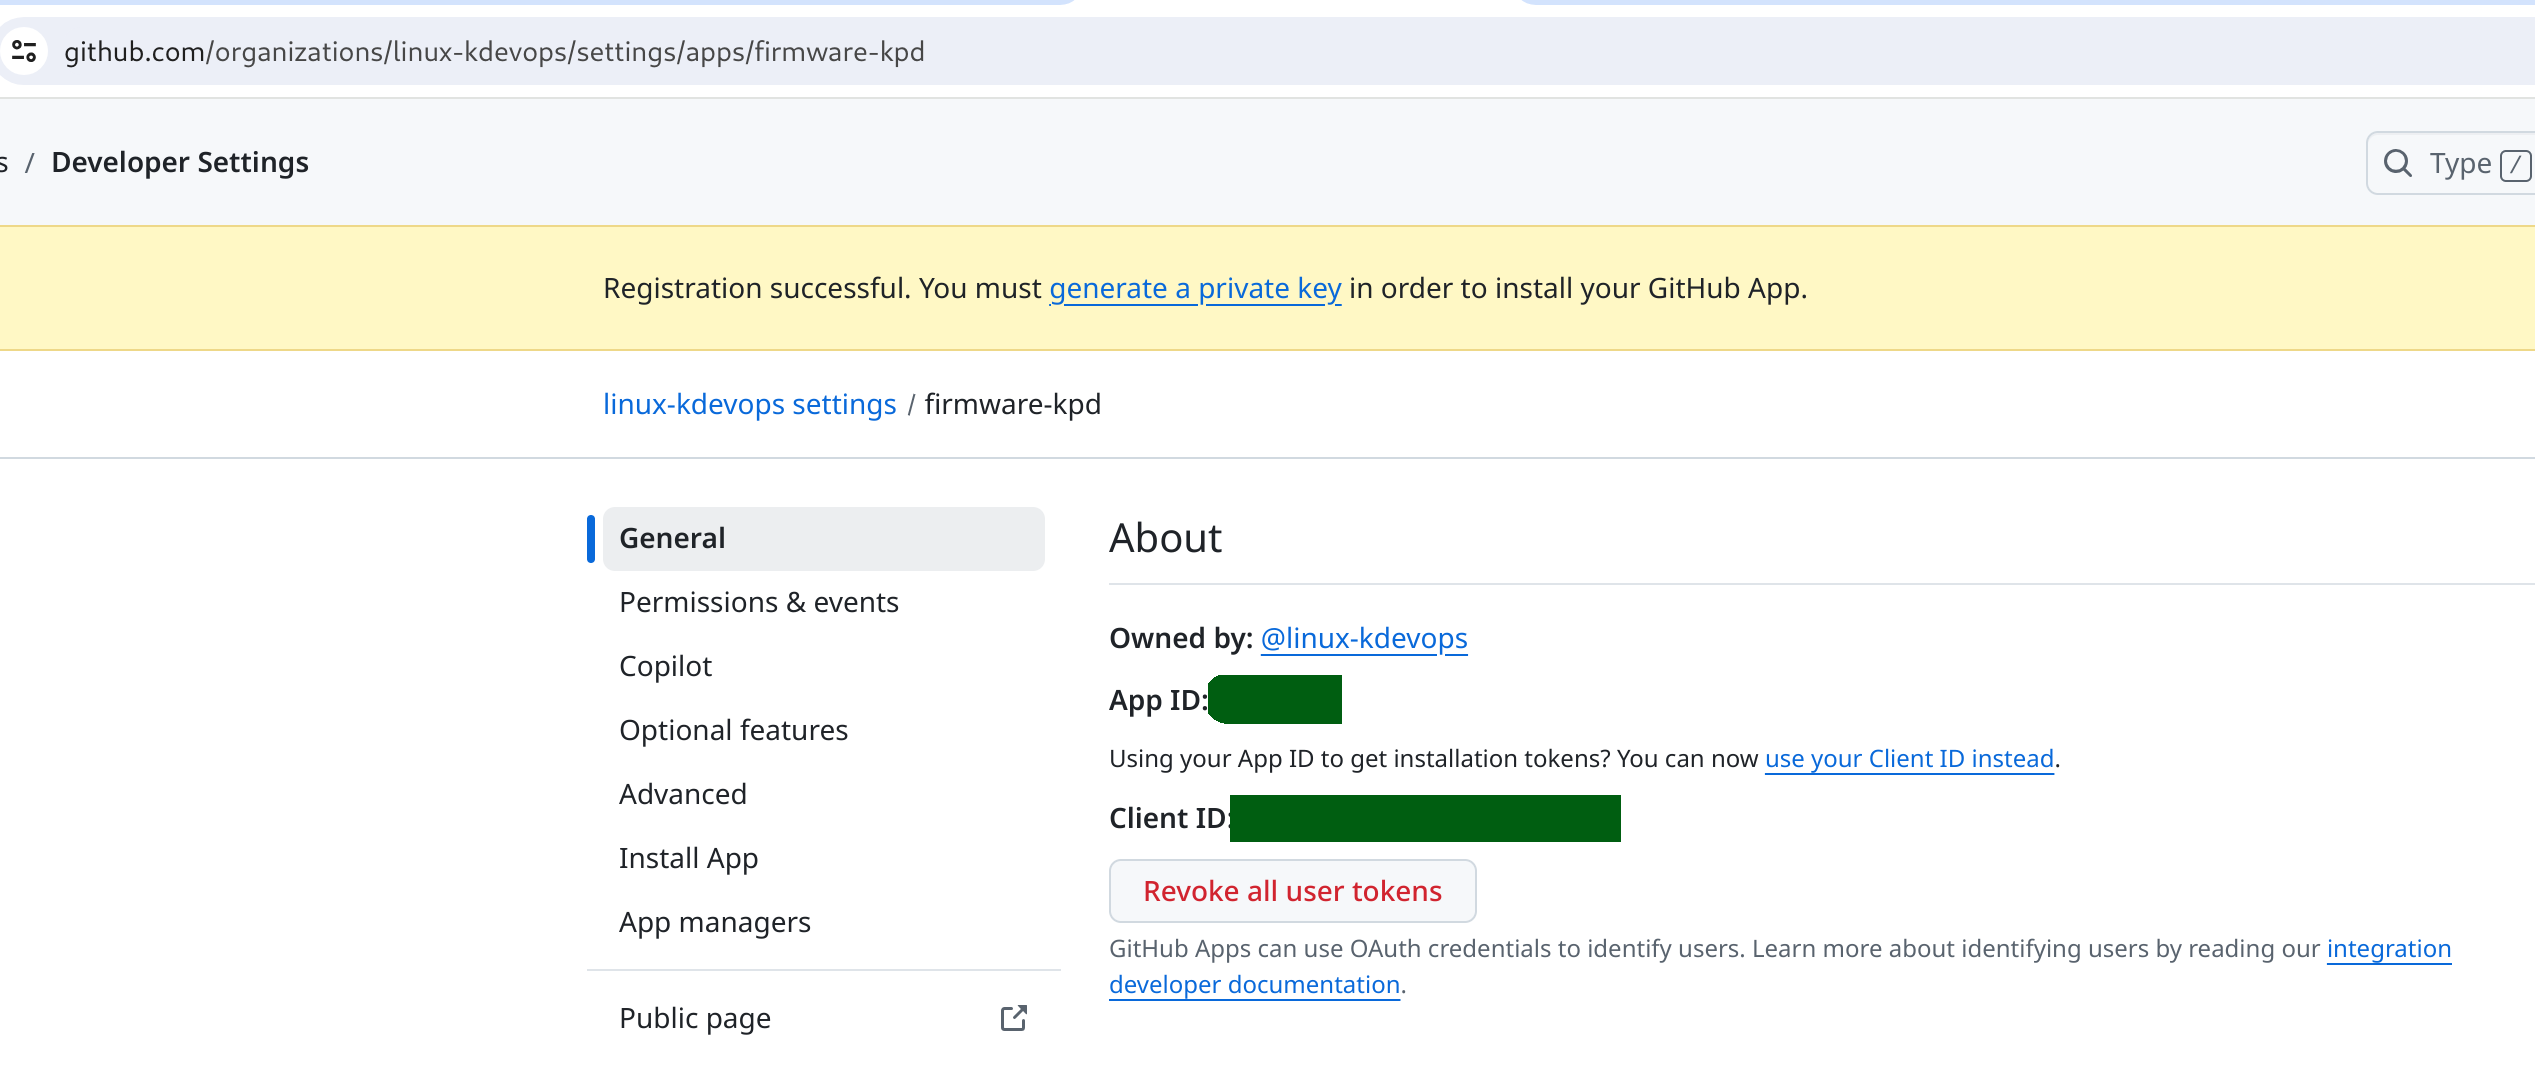 github.com/organizations/linux-kdevops/settings/apps/firmware-kpd
s / Developer Settings
Type /
Registration successful. You must generate a private key in order to install your GitHub App.
linux-kdevops settings / firmware-kpd
General
Permissions & events
Copilot
Optional features
Advanced
Install App
App managers
Public page
About
Owned by: @linux-kdevops
App ID:
Using your App ID to get installation tokens? You can now use your Client ID instead.
Client ID:
Revoke all user tokens
GitHub Apps can use OAuth credentials to identify users. Learn more about identifying users by reading our integration
developer documentation.